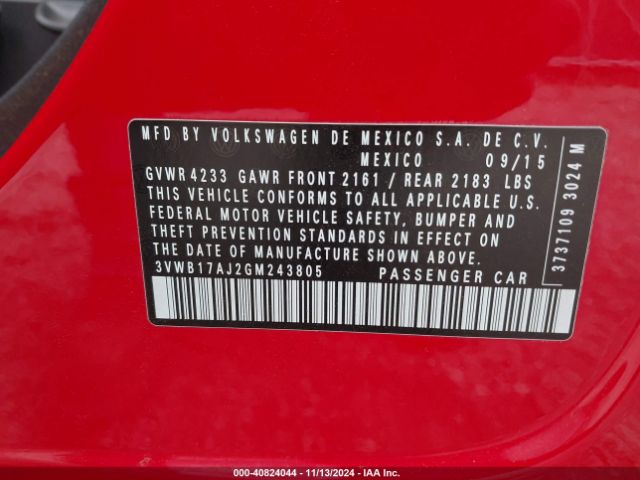 MFD BY VOLKSWAGEN DE MEXICO S.A. DE C.V.
MEXICO 09/15
GVWR 4233 GAWR FRONT 2161 / REAR 2183 LBS
THIS VEHICLE CONFORMS TO ALL APPLICABLE U.S.
FEDERAL MOTOR VEHICLE SAFETY, BUMPER AND
THEFT PREVENTION STANDARDS IN EFFECT ON
THE DATE OF MANUFACTURE SHOWN ABOVE.
3VWB17AJ2GM243805 PASSENGER CAR
3737109 3024 M
000-40824044 - 11/13/2024 - IAA Inc.